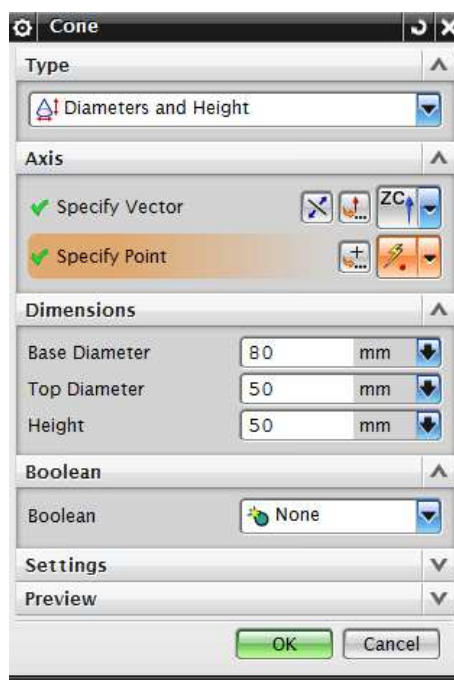 Cone
Type
Diameters and Height
Axis
Specify Vector
ZC
Specify Point
Dimensions
Base Diameter 80 mm
Top Diameter 50 mm
Height 50 mm
Boolean
Boolean None
Settings
Preview
OK Cancel